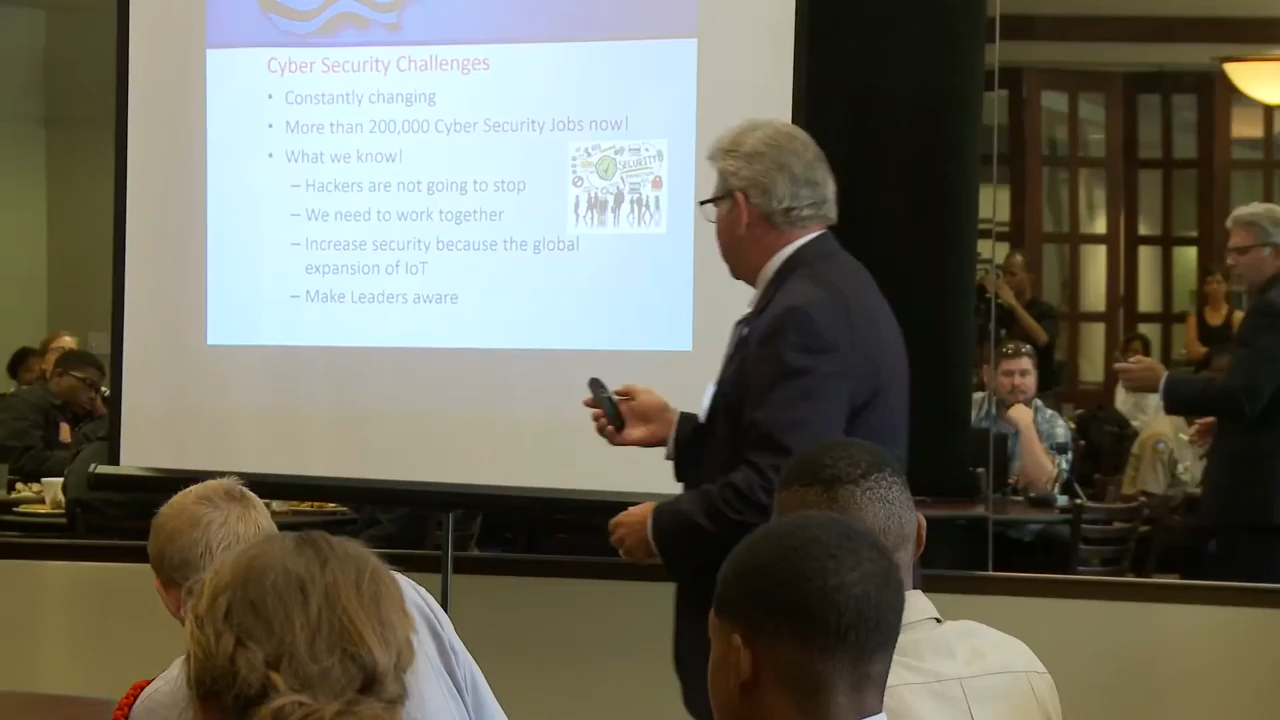 Cyber Security Challenges
• Constantly changing
• More than 200,000 Cyber Security Jobs now!
• What we know!
– Hackers are not going to stop
– We need to work together
– Increase security because the global
expansion of IoT
– Make Leaders aware
SECURITY